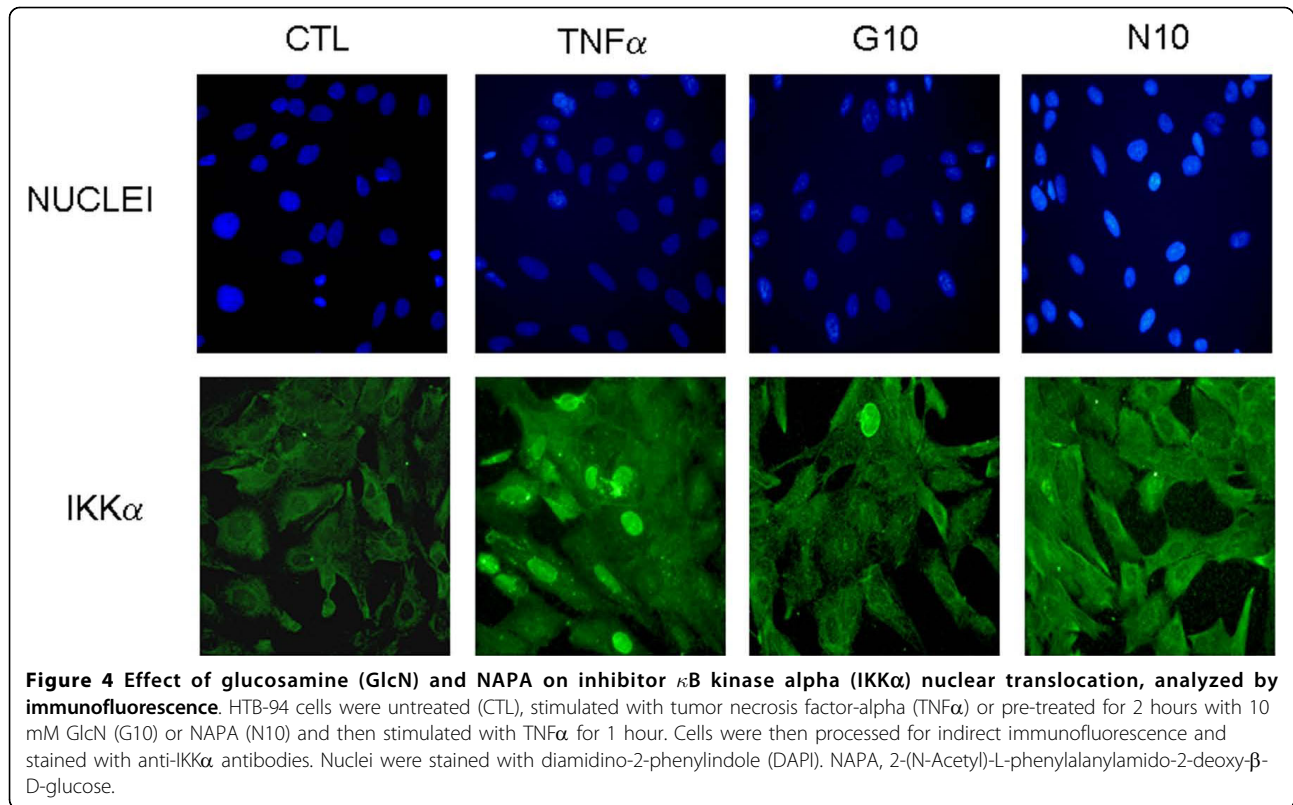 CTL TNFα G10 N10
NUCLEI
IKKα
Figure 4 Effect of glucosamine (GlcN) and NAPA on inhibitor κB kinase alpha (IKKα) nuclear translocation, analyzed by
immunofluorescence. HTB-94 cells were untreated (CTL), stimulated with tumor necrosis factor-alpha (TNFα) or pre-treated for 2 hours with 10
mM GlcN (G10) or NAPA (N10) and then stimulated with TNFα for 1 hour. Cells were then processed for indirect immunofluorescence and
stained with anti-IKKα antibodies. Nuclei were stained with diamidino-2-phenylindole (DAPI). NAPA, 2-(N-Acetyl)-L-phenylalanylamido-2-deoxy-β-
D-glucose.